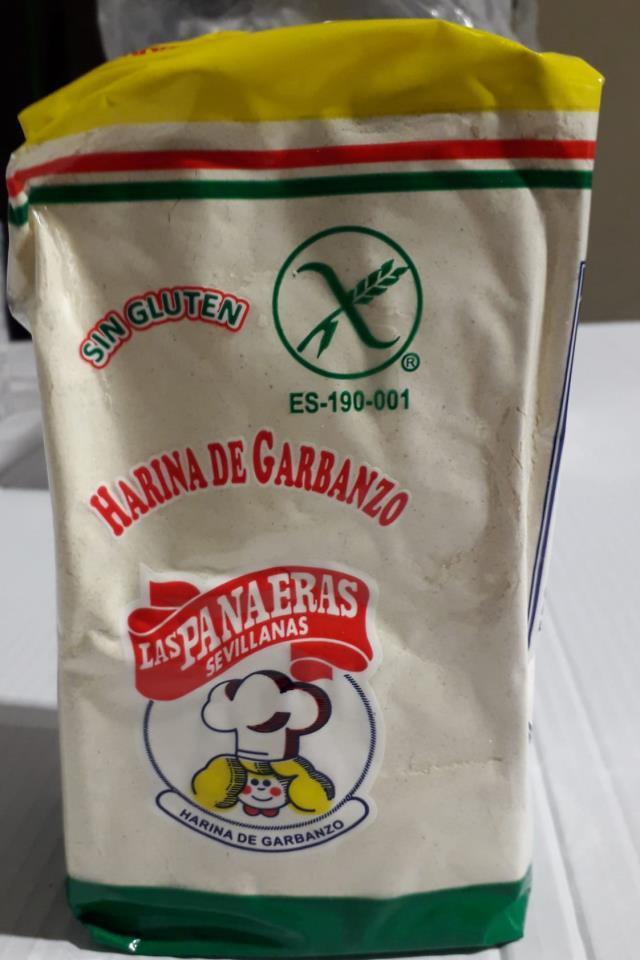 SIN GLUTEN
®
ES-190-001
HARINA DE GARBANZO
LAS PANAERAS
SEVILLANAS
HARINA DE GARBANZO